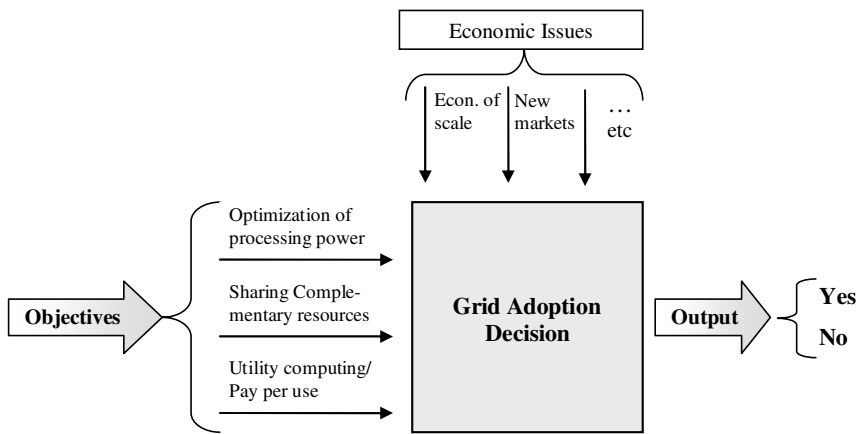 Economic Issues
Econ. of
scale
New
markets
…
etc
Optimization of
processing power
Sharing Comple-
mentary resources
Utility computing/
Pay per use
Objectives
Grid Adoption
Decision
Output
Yes
No